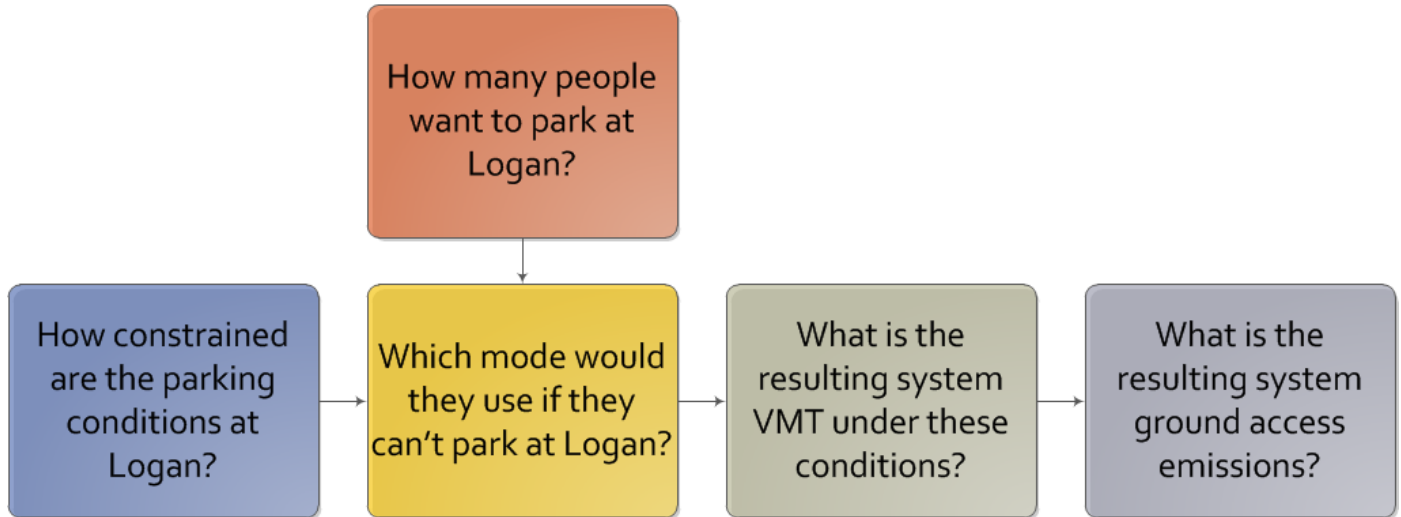 How many people
want to park at
Logan?
How constrained
are the parking
conditions at
Logan?
Which mode would
they use if they
can't park at Logan?
What is the
resulting system
VMT under these
conditions?
What is the
resulting system
ground access
emissions?